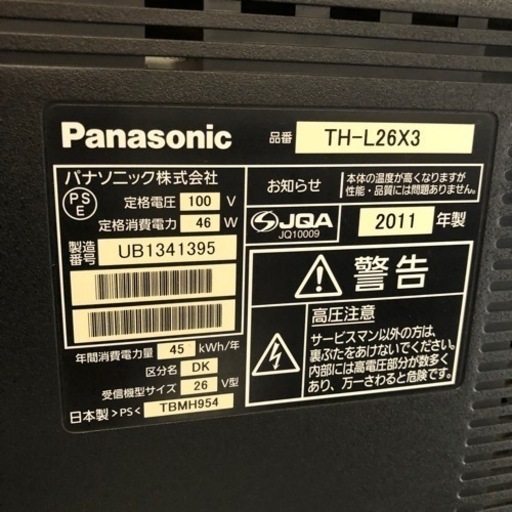 Panasonic 品番 TH-L26X3
パナソニック株式会社
PS
E
定格電圧 100 V
定格消費電力 46 W
製造
番号 UB1341395
年間消費電力量 45 kWh/年
区分名 DK
受信機型サイズ 26 V型
日本製 >PS< TBMH954
お知らせ 本体の温度が高くなりますが
性能・品質には問題ありません。
JQA
JQ10009
2011 年製
警告
高圧注意
サービスマン以外の方は、
裏ぶたをあけないでください。
内部には高電圧部分が数多く
あり、万一さわると危険です。